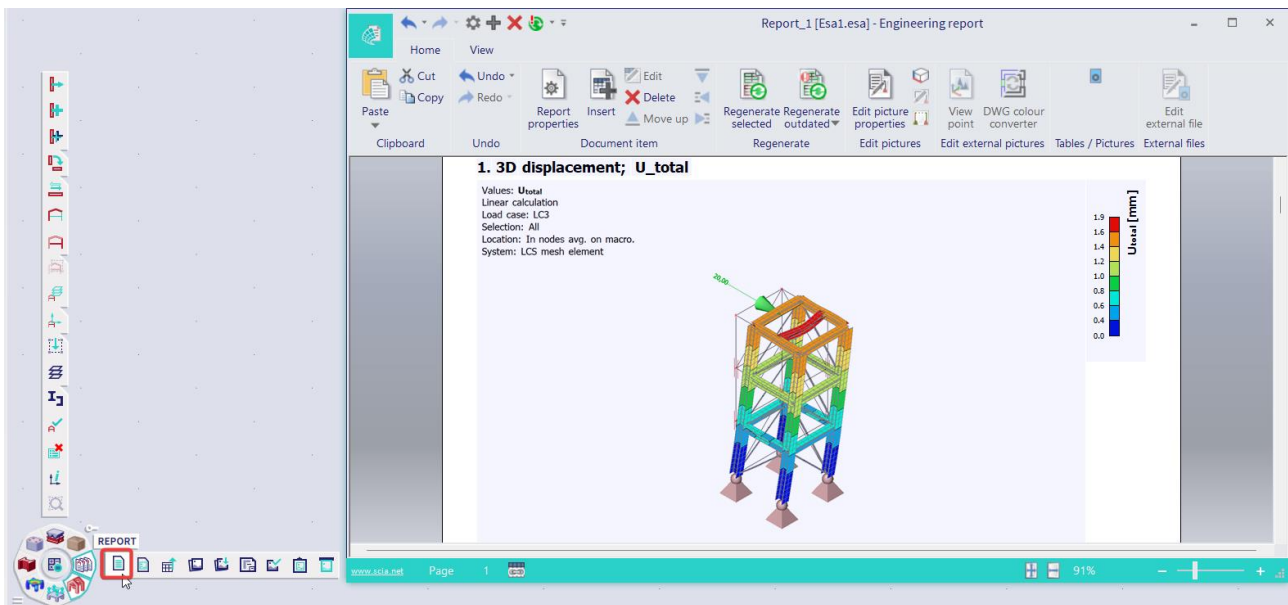 Report_1 [Esa1.esa] - Engineering report
Home View
Paste
Cut
Copy
Clipboard
Undo
Redo
Undo
Report properties
Insert
Edit
Delete
Move up
Document item
Regenerate selected
Regenerate outdated
Regenerate
Edit picture properties
Edit pictures
View point
DWG colour converter
Edit external pictures
Tables / Pictures
Edit external file
External files
1. 3D displacement; U_total
Values: Utotal
Linear calculation
Load case: LC3
Selection: All
Location: In nodes avg. on macro.
System: LCS mesh element
Utotal [mm]
1.9
1.6
1.4
1.2
1.0
0.8
0.6
0.4
0.0
20.00
REPORT
www.scia.net Page 1 91%